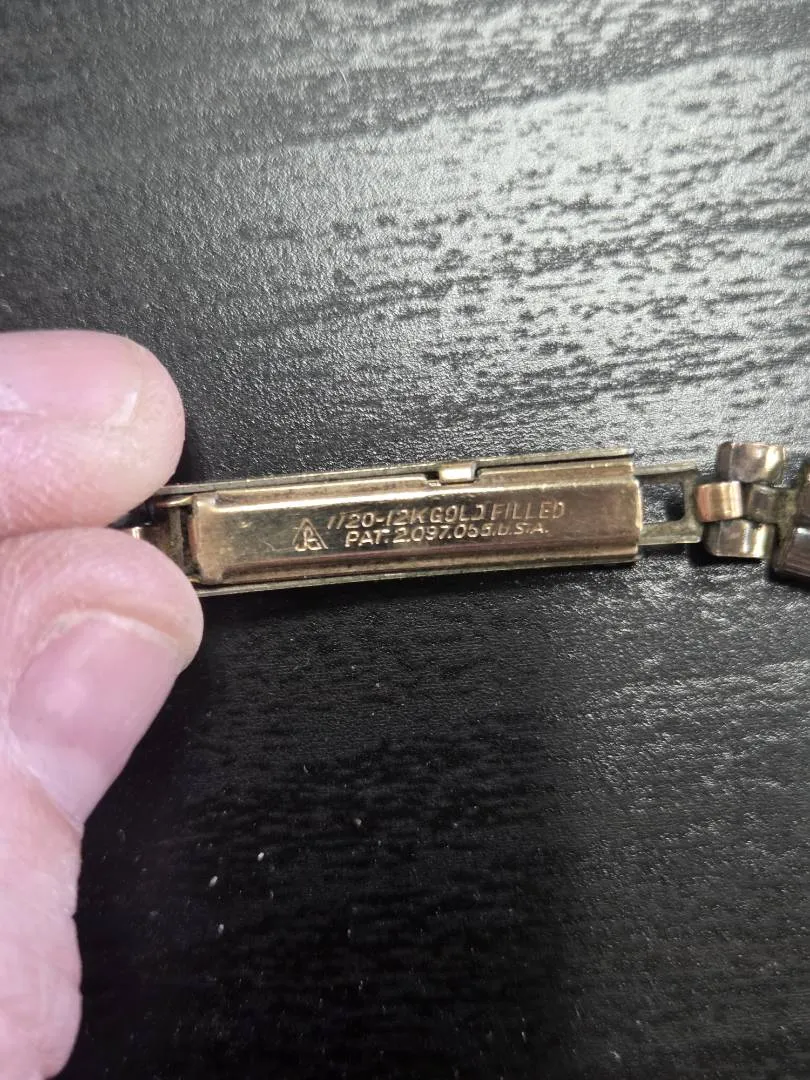 1/20-12K GOLD FILLED
PAT. 2.097.066.U.S.A.